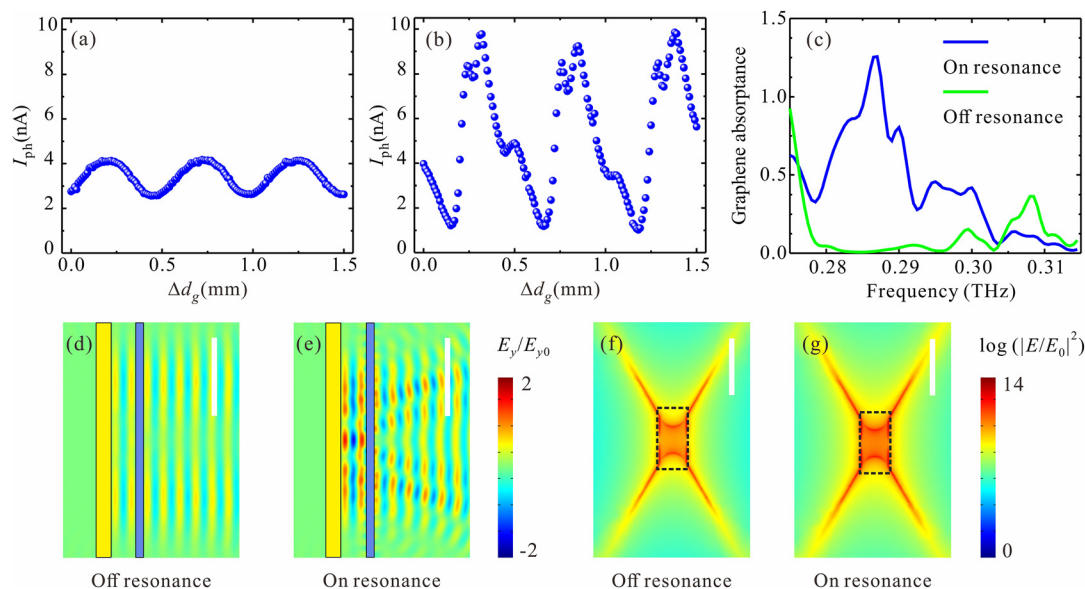 (a)
10
8
6
4
2
0
I_ph(nA)
0.0
0.5
1.0
1.5
Δd_g(mm)
(b)
10
8
6
4
2
0
I_ph(nA)
0.0
0.5
1.0
1.5
Δd_g(mm)
(c)
1.5
1.0
0.5
0.0
Graphene absorptance
On resonance
Off resonance
0.28
0.29
0.30
0.31
Frequency (THz)
(d)
Off resonance
(e)
On resonance
E_y/E_y0
2
-2
(f)
Off resonance
(g)
On resonance
log (|E/E_0|^2)
14
0